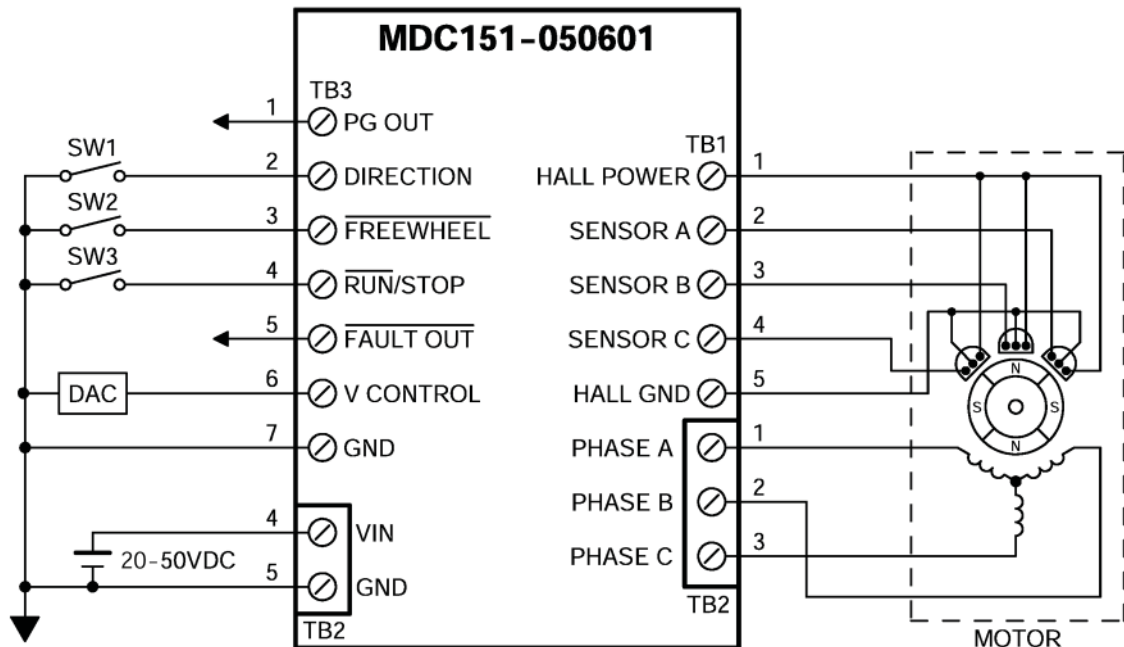 MDC151-050601
TB3
1 PG OUT
SW1
2 DIRECTION
SW2
3 FREEWHEEL
SW3
4 RUN/STOP
5 FAULT OUT
DAC 6 V CONTROL
7 GND
4 VIN
20-50VDC
5 GND
TB2
TB1
HALL POWER 1
SENSOR A 2
SENSOR B 3
SENSOR C 4
HALL GND 5
PHASE A 1
PHASE B 2
PHASE C 3
TB2
N
S S
N
MOTOR